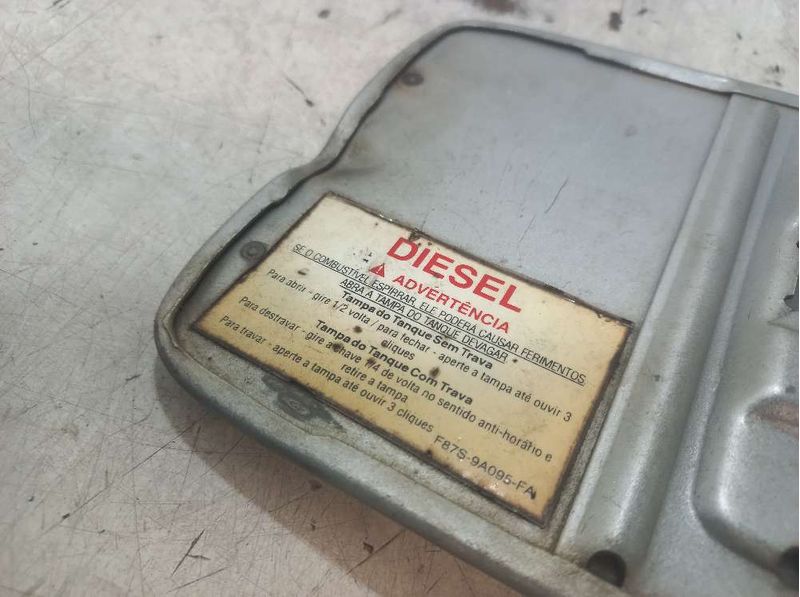 DIESEL
ADVERTÊNCIA
SE O COMBUSTÍVEL ESPIRRAR, ELE PODERÁ CAUSAR FERIMENTOS
ABRA A TAMPA DO TANQUE DEVAGAR
Tampa do Tanque Sem Trava
Para abrir - gire 1/2 volta / para fechar - aperte a tampa até ouvir 3
cliques
Tampa do Tanque Com Trava
Para destravar - gire a chave 1/4 de volta no sentido anti-horário e
retire a tampa
Para travar - aperte a tampa até ouvir 3 cliques
F87S-9A095-FA